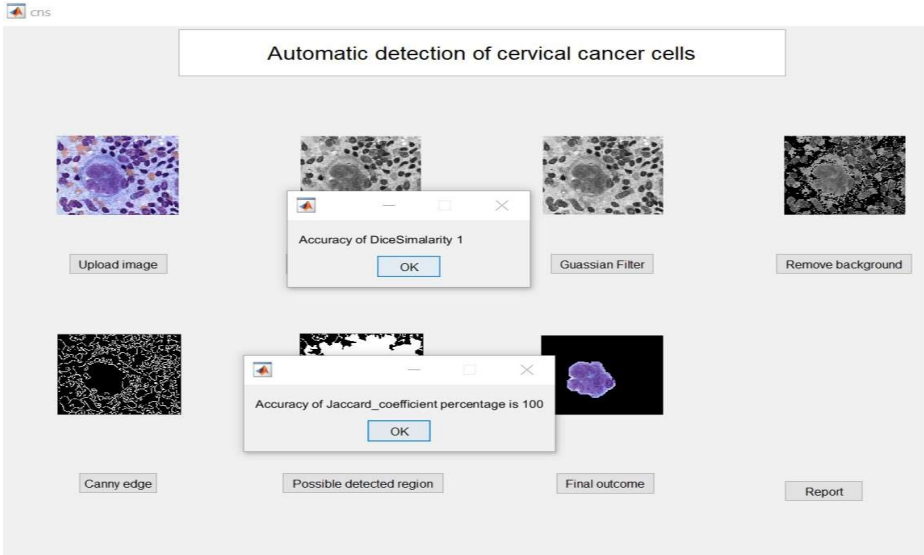 cns
Automatic detection of cervical cancer cells
Accuracy of DiceSimalarity 1
OK
Upload image
Guassian Filter
Remove background
Accuracy of Jaccard_coefficient percentage is 100
OK
Canny edge
Possible detected region
Final outcome
Report